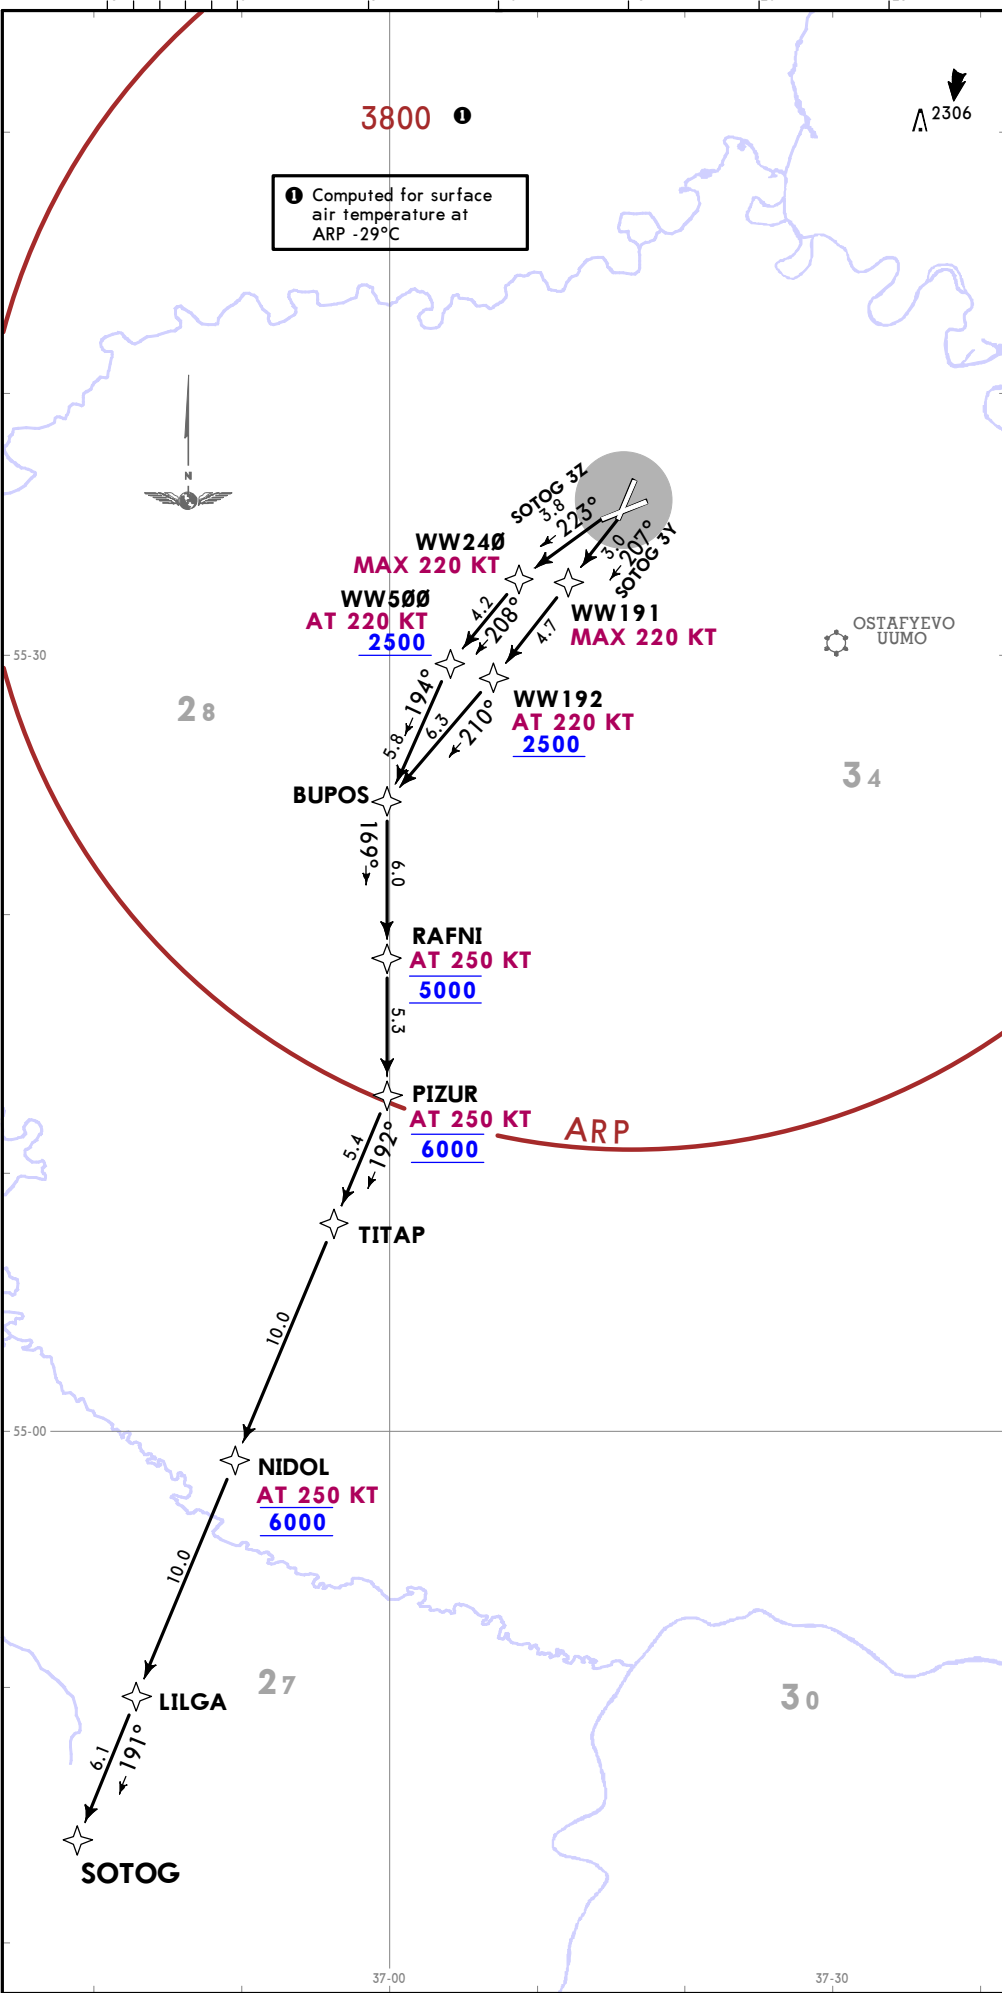 3800 ❶
2306
❶ Computed for surface
air temperature at
ARP -29°C
N
SOTOG 3Z
3.8
223°
3.0
207°
SOTOG 3Y
WW24Ø
MAX 220 KT
WW5ØØ
AT 220 KT
2500
4.2
208°
4.7
WW191
MAX 220 KT
OSTAFYEVO
UUMO
55-30
28
194°
5.8
6.3
210°
WW192
AT 220 KT
2500
34
BUPOS
169°
6.0
RAFNI
AT 250 KT
5000
5.3
PIZUR
AT 250 KT
6000
ARP
5.4
192°
TITAP
10.0
55-00
NIDOL
AT 250 KT
6000
10.0
27
30
LILGA
6.1
191°
SOTOG
37-00
37-30